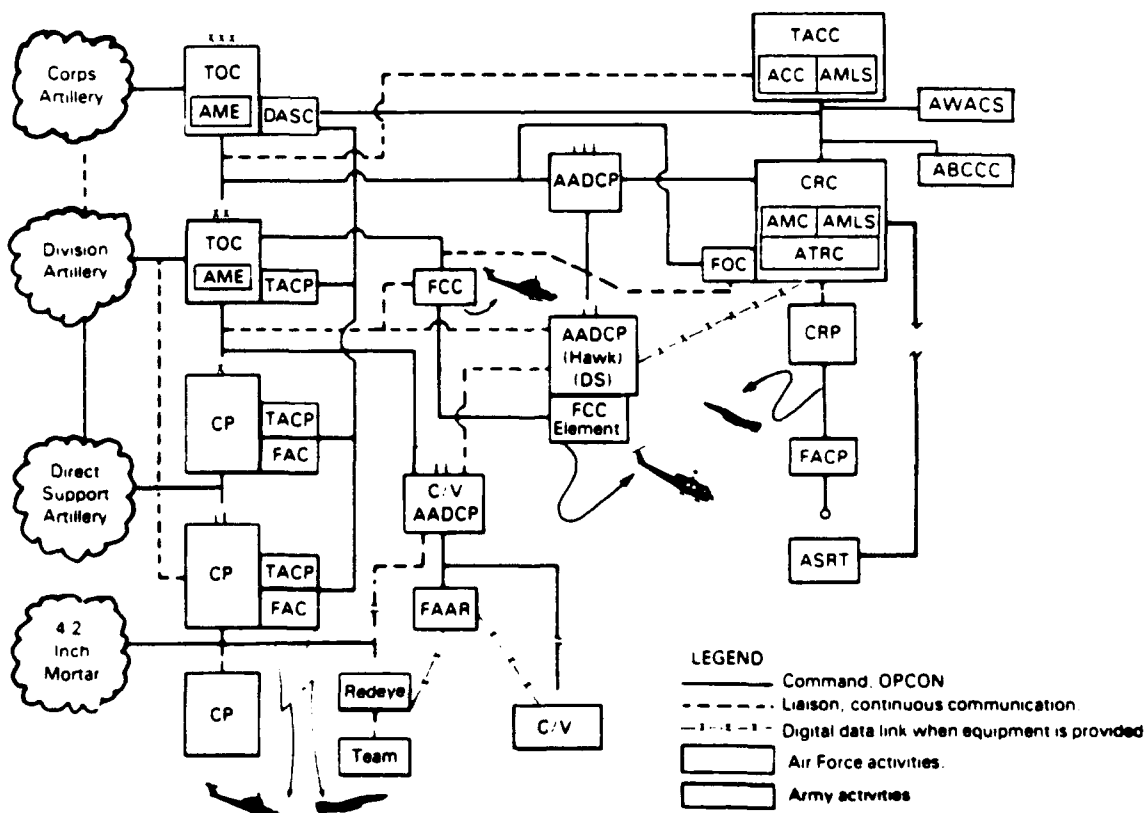 Corps
Artillery
xxx
TOC
AME
DASC
TACC
ACC AMLS
AWACS
ABCCC
AADCP
CRC
AMC AMLS
ATRC
FOC
Division
Artillery
xx
TOC
AME
TACP
FCC
AADCP
(Hawk)
(DS)
FCC
Element
CRP
FACP
ASRT
CP
TACP
FAC
Direct
Support
Artillery
C/V
AADCP
CP
TACP
FAC
FAAR
4.2
Inch
Mortar
CP
Redeye
Team
C/V
LEGEND
Command, OPCON
Liaison, continuous communication.
Digital data link when equipment is provided
Air Force activities.
Army activities